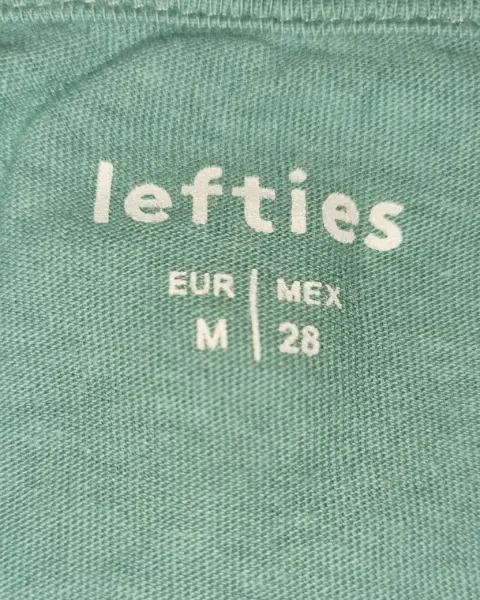 lefties
EUR | MEX
M | 28